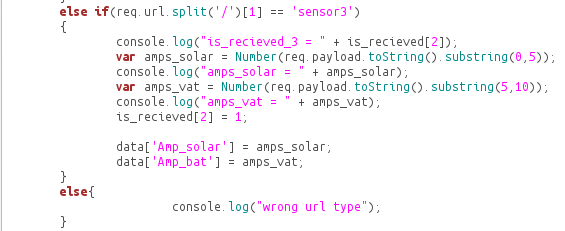 else if(req.url.split('/')[1] == 'sensor3')
{
console.log("is_recieved_3 = " + is_recieved[2]);
var amps_solar = Number(req.payload.toString().substring(0,5));
console.log("amps_solar = " + amps_solar);
var amps_vat = Number(req.payload.toString().substring(5,10));
console.log("amps_vat = " + amps_vat);
is_recieved[2] = 1;
data['Amp_solar'] = amps_solar;
data['Amp_bat'] = amps_vat;
}
else{
console.log("wrong url type");
}